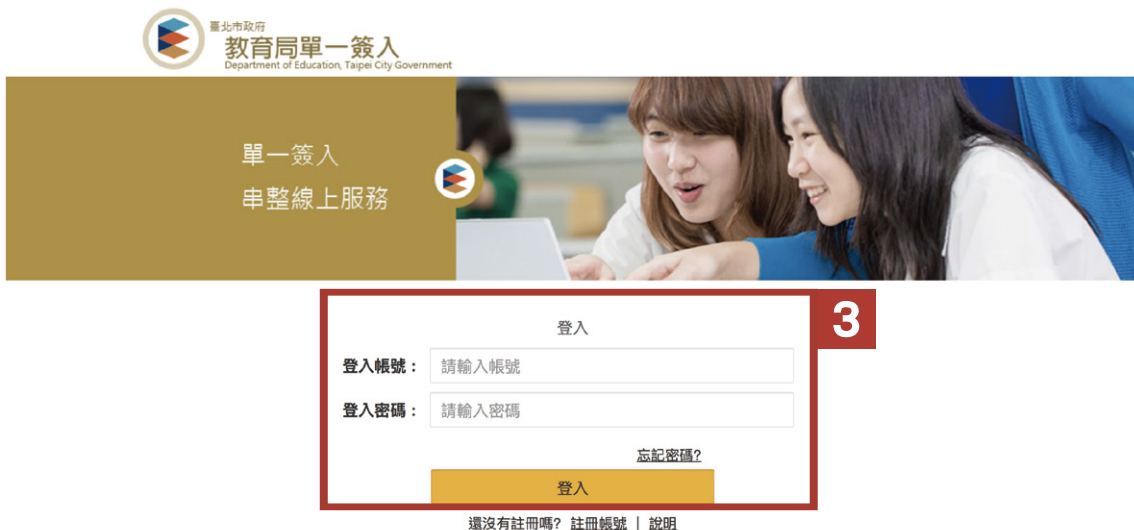 臺北市政府
教育局單一簽入
Department of Education, Taipei City Government
單一簽入
串整線上服務
3
登入
登入帳號：
請輸入帳號
登入密碼：
請輸入密碼
忘記密碼?
登入
還沒有註冊嗎? 註冊帳號 | 說明